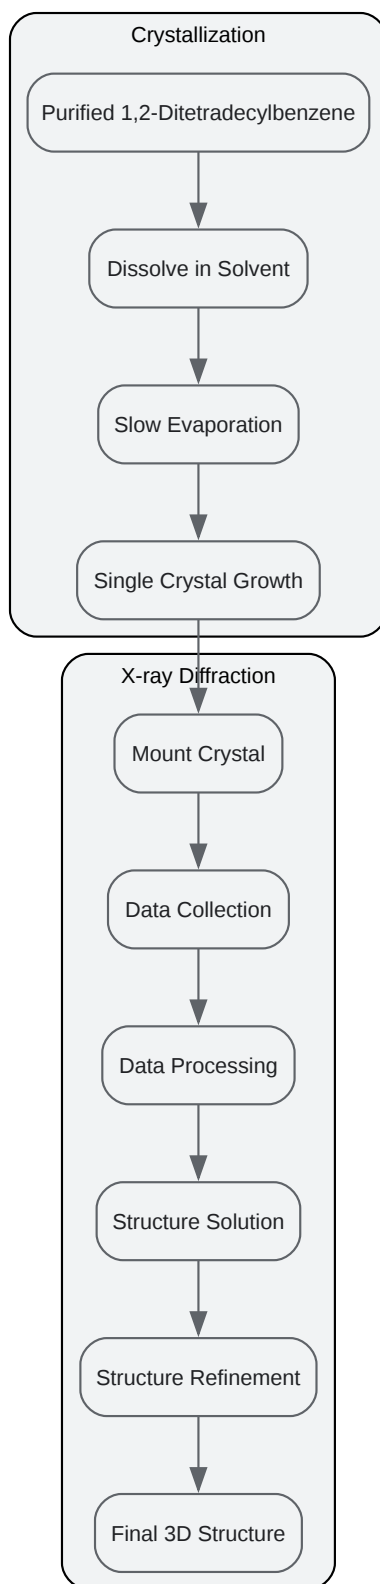 Crystallization
Purified 1,2-Ditetradecylbenzene
Dissolve in Solvent
Slow Evaporation
Single Crystal Growth
X-ray Diffraction
Mount Crystal
Data Collection
Data Processing
Structure Solution
Structure Refinement
Final 3D Structure